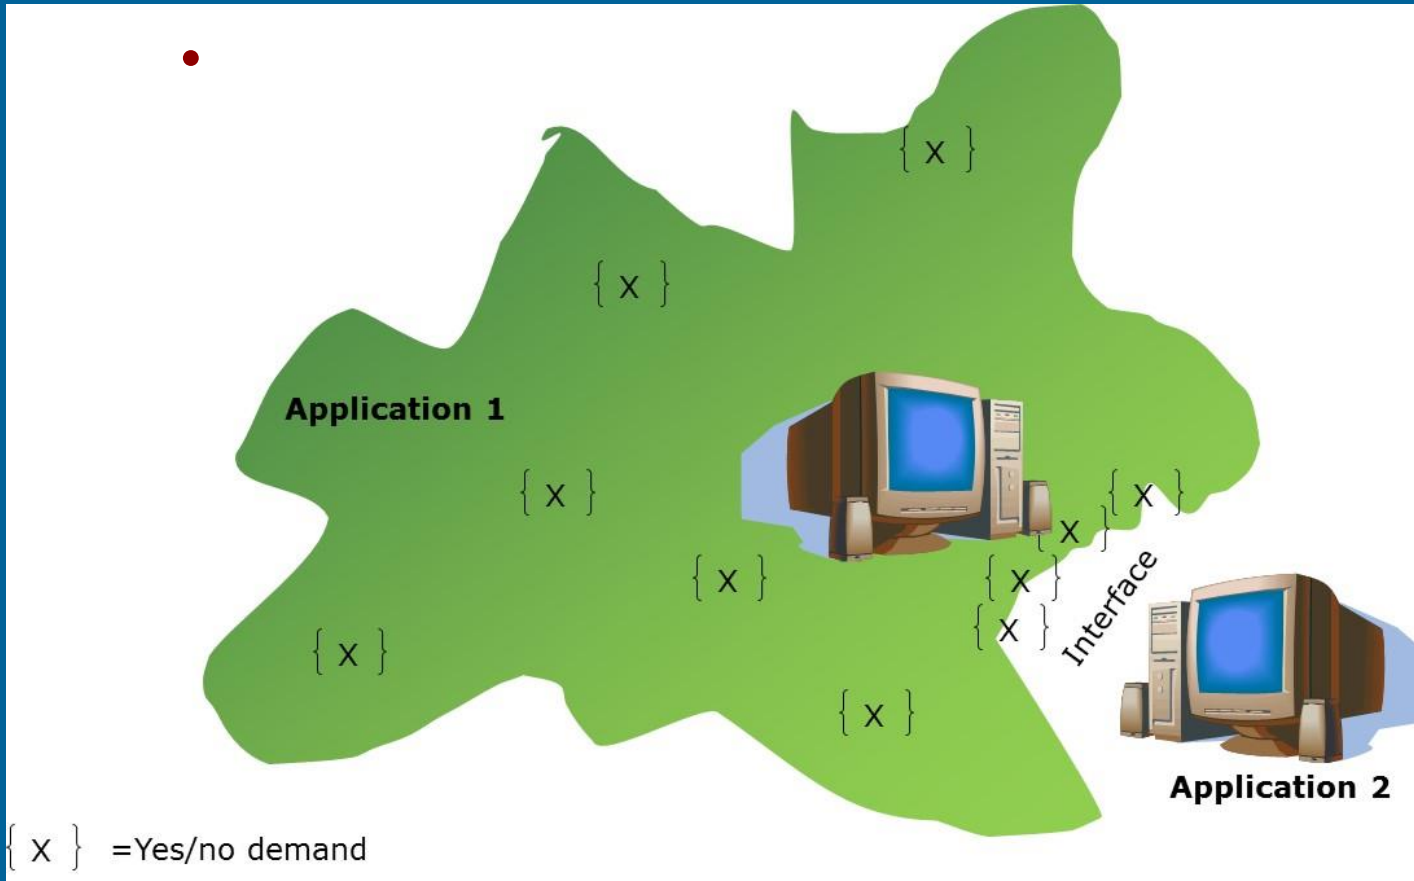 { X }
{ X }
Application 1
{ X }
{ X }
{ X }
{ X }
{ X }
{ X }
Interface
{ X }
{ X }
Application 2
{ X } =Yes/no demand